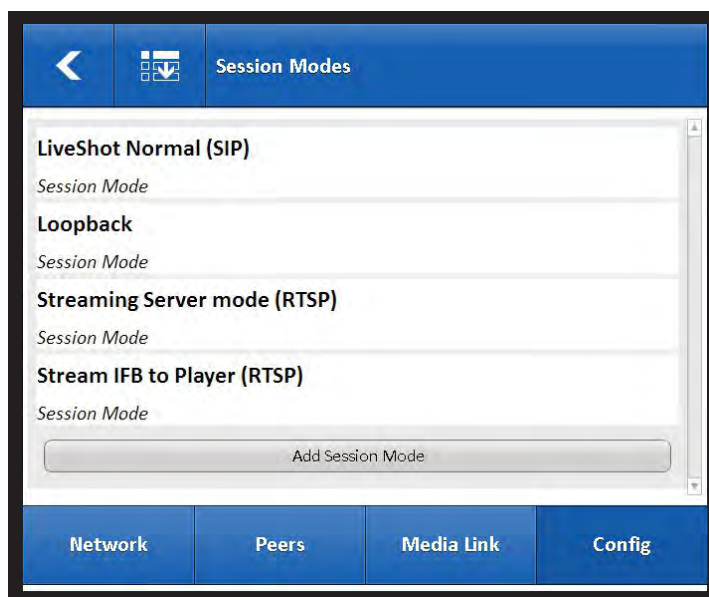 Session Modes
LiveShot Normal (SIP)
Session Mode
Loopback
Session Mode
Streaming Server mode (RTSP)
Session Mode
Stream IFB to Player (RTSP)
Session Mode
Add Session Mode
Network Peers Media Link Config